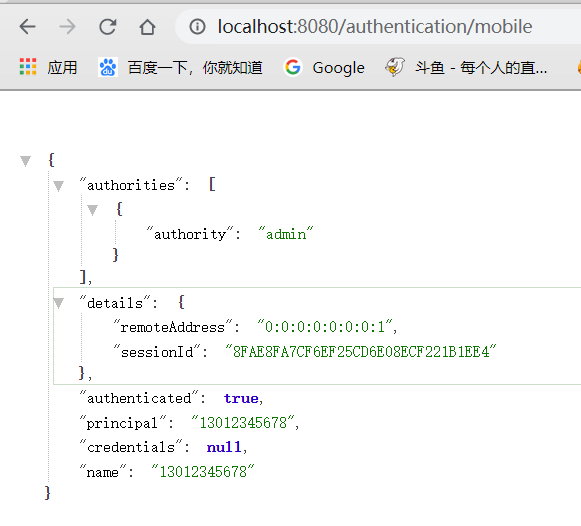 localhost:8080/authentication/mobile
应用 百度一下，你就知道 Google 斗鱼 - 每个人的直...
{
"authorities": [
{
"authority": "admin"
}
],
"details": {
"remoteAddress": "0:0:0:0:0:0:0:1",
"sessionId": "8FAE8FA7CF6EF25CD6E08ECF221B1EE4"
},
"authenticated": true,
"principal": "13012345678",
"credentials": null,
"name": "13012345678"
}